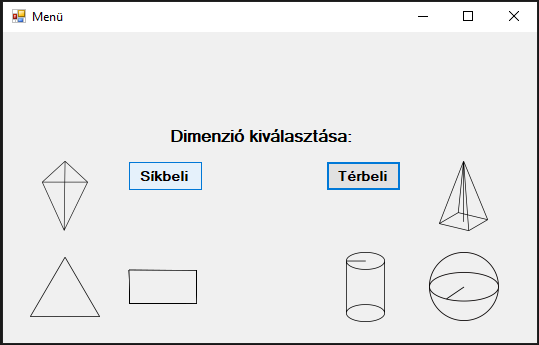 Menü
Dimenzió kiválasztása:
Síkbeli
Térbeli